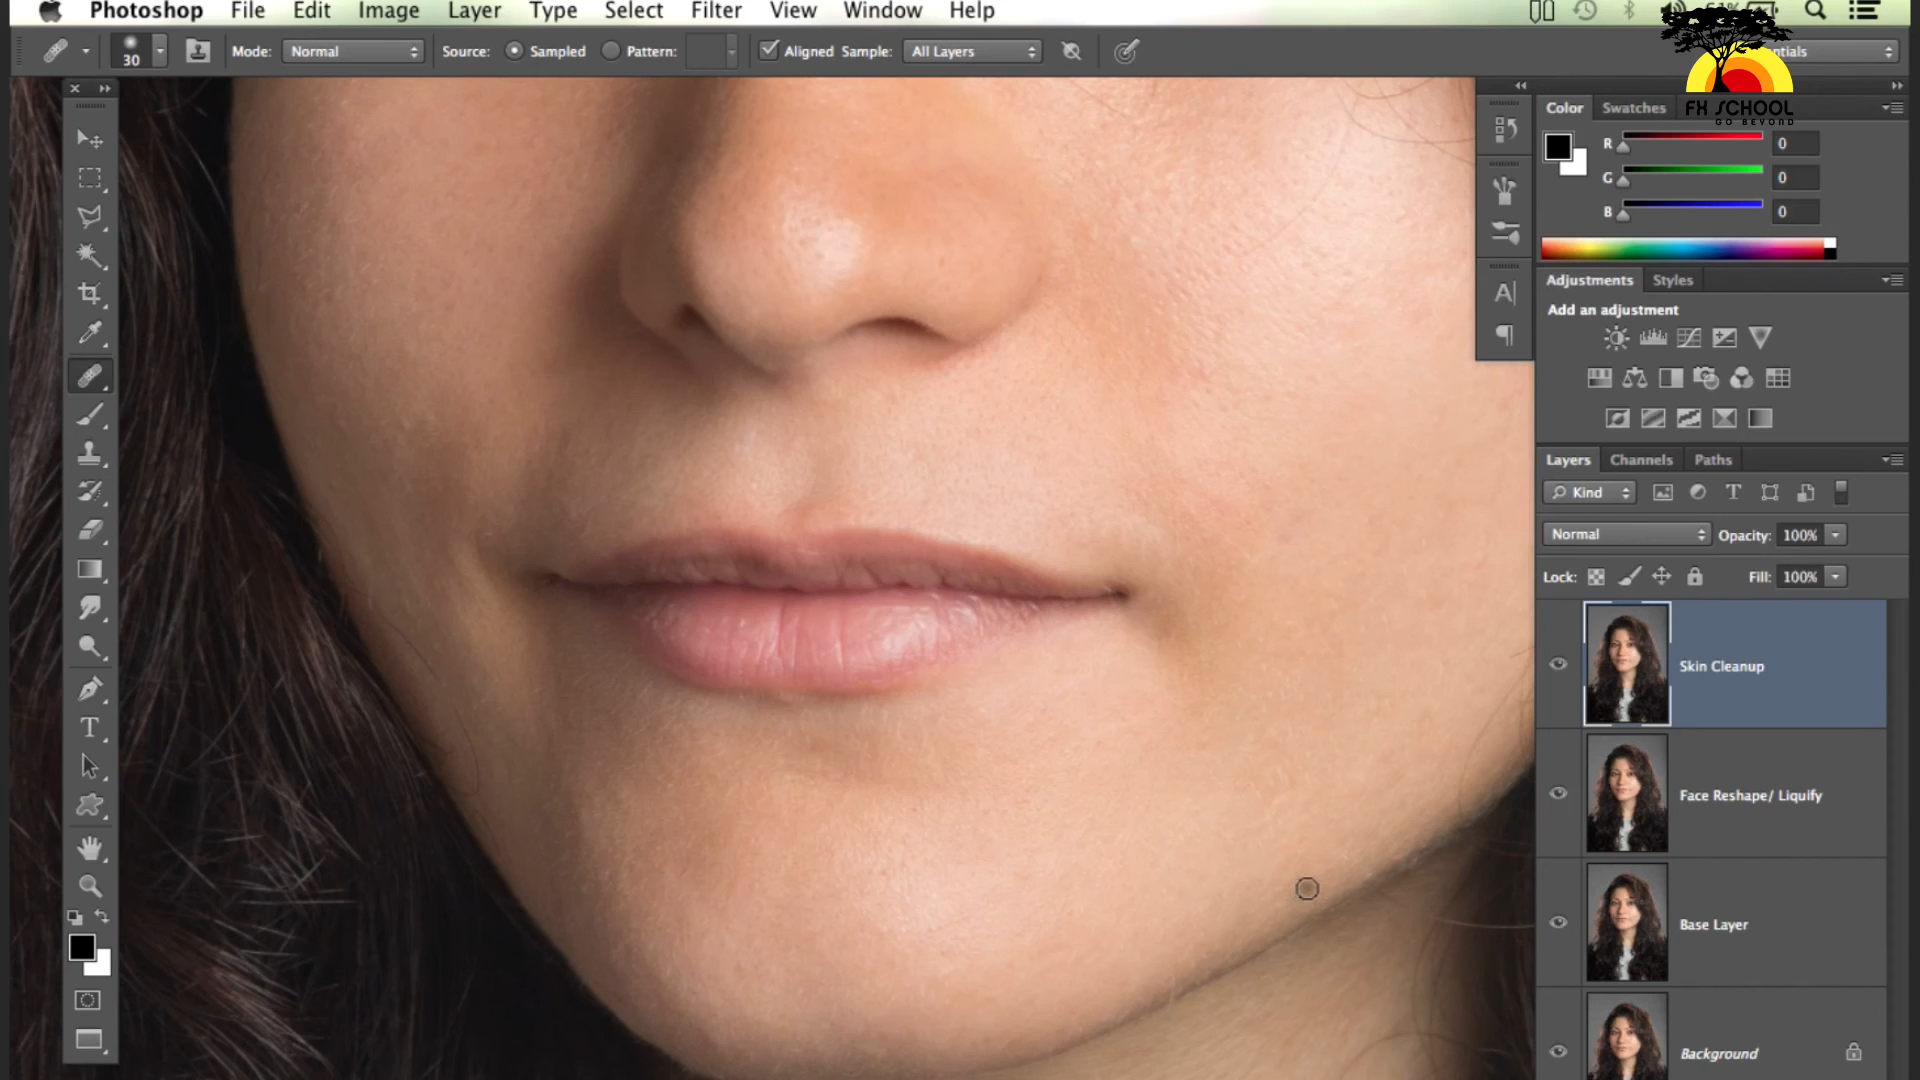 Photoshop File Edit Image Layer Type Select Filter View Window Help
30 Mode: Normal Source: Sampled Pattern: Aligned Sample: All Layers
FX SCHOOL
GO BEYOND
Color Swatches
R 0
G 0
B 0
Adjustments Styles
Add an adjustment
Layers Channels Paths
Kind
Normal Opacity: 100%
Lock: Fill: 100%
Skin Cleanup
Face Reshape/ Liquify
Base Layer
Background